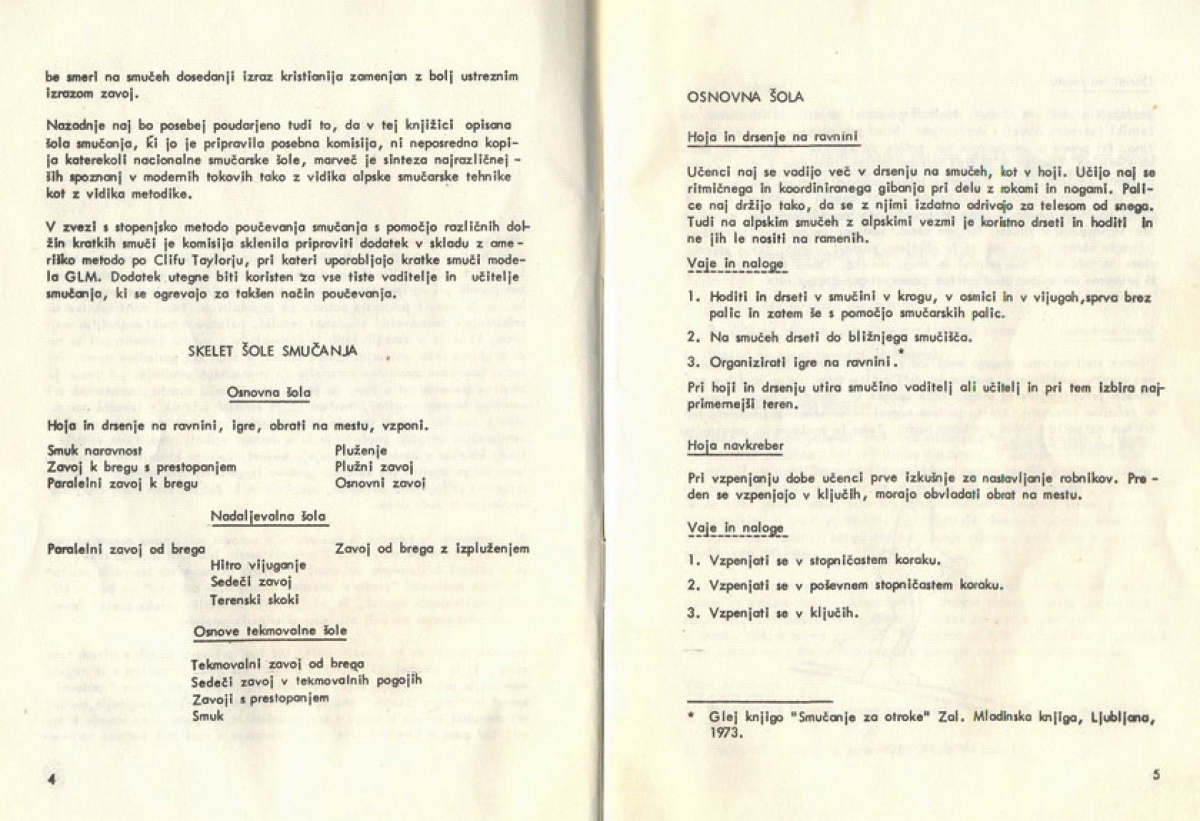 be smeri na smučeh dosedanji izraz kristianija zamenjan z bolj ustreznim
izrazom zavoj.
Nazadnje naj bo posebej poudarjeno tudi to, da v tej knjižici opisana
šola smučanja, ki jo je pripravila posebna komisija, ni neposredna kopi-
ja katerekoli nacionalne smučarske šole, marveč je sinteza najrazličnej -
ših spoznanj v modernih tokovih tako z vidika alpske smučarske tehnike
kot z vidika metodike.
V zvezi s stopenjsko metodo poučevanja smučanja s pomočjo različnih dol-
žin kratkih smuči je komisija sklenila pripraviti dodatek v skladu z ame -
riško metodo po Clifu Taylorju, pri kateri uporabljajo kratke smuči mode-
la GLM. Dodatek utegne biti koristen za vse tiste vaditelje in učitelje
smučanja, ki se ogrevajo za takšen način poučevanja.
SKELET ŠOLE SMUČANJA
Osnovna šola
Hoja in drsenje na ravnini, igre, obrati na mestu, vzponi.
Smuk naravnost Pluženje
Zavoj k bregu s prestopanjem Plužni zavoj
Paralelni zavoj k bregu Osnovni zavoj
Nadaljevalna šola
Paralelni zavoj od brega Zavoj od brega z izpluženjem
Hitro vijuganje
Sedeči zavoj
Terenski skoki
Osnove tekmovalne šole
Tekmovalni zavoj od brega
Sedeči zavoj v tekmovalnih pogojih
Zavoji s prestopanjem
Smuk
4
OSNOVNA ŠOLA
Hoja in drsenje na ravnini
Učenci naj se vadijo več v drsenju na smučeh, kot v hoji. Učijo naj se
ritmičnega in koordiniranega gibanja pri delu z rokami in nogami. Pali-
ce naj držijo tako, da se z njimi izdatno odrivajo za telesom od snega.
Tudi na alpskim smučeh z alpskimi vezmi je koristno drseti in hoditi in
ne jih le nositi na ramenih.
Vaje in naloge
1. Hoditi in drseti v smučini v krogu, v osmici in v vijugah,sprva brez
palic in zatem še s pomočjo smučarskih palic.
2. Na smučeh drseti do bližnjega smučišča.
3. Organizirati igre na ravnini.*
Pri hoji in drsenju utira smučino vaditelj ali učitelj in pri tem izbira naj-
primernejši teren.
Hoja navkreber
Pri vzpenjanju dobe učenci prve izkušnje za nastavljanje robnikov. Pre -
den se vzpenjajo v ključih, morajo obvladati obrat na mestu.
Vaje in naloge
1. Vzpenjati se v stopničastem koraku.
2. Vzpenjati se v poševnem stopničastem koraku.
3. Vzpenjati se v ključih.
* Glej knjigo "Smučanje za otroke" Zal. Mladinska knjiga, Ljubljana,
1973.
5